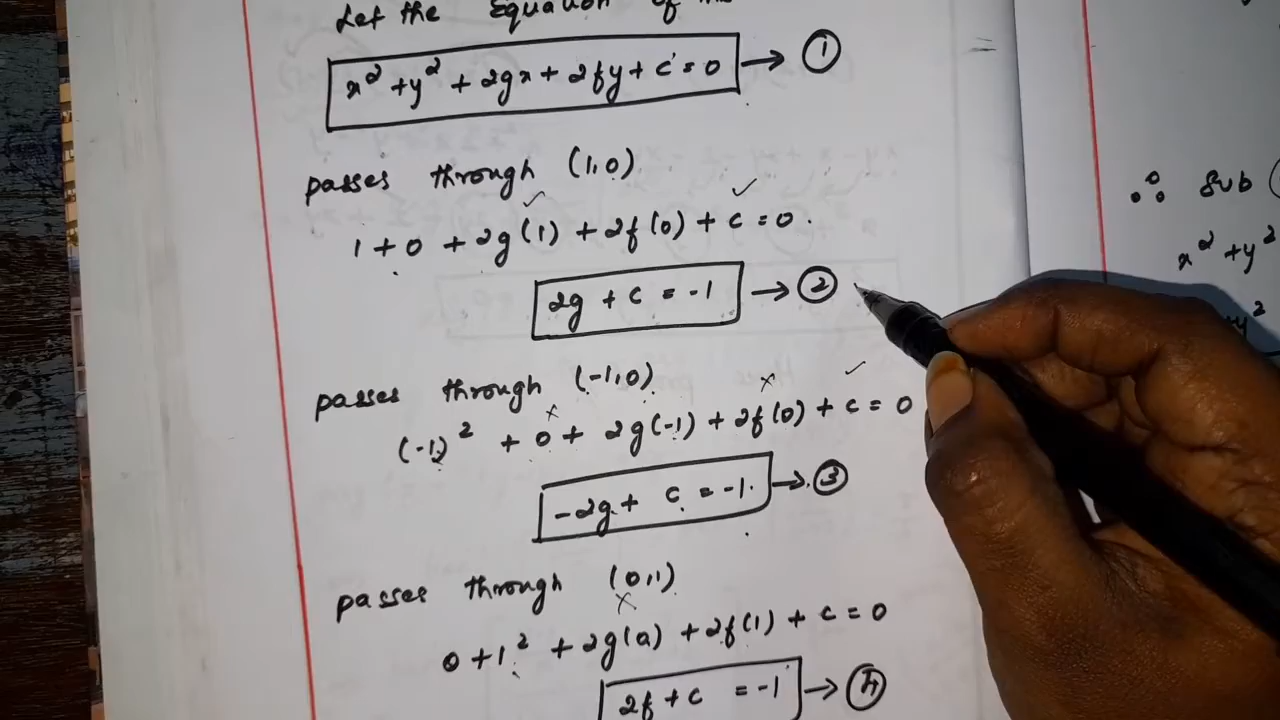 Let the Equation of the
x² + y² + 2gx + 2fy + c = 0 → ①
passes through (1,0)
1 + 0 + 2g(1) + 2f(0) + c = 0.
2g + c = -1 → ②
passes through (-1,0)
(-1)² + 0 + 2g(-1) + 2f(0) + c = 0
-2g + c = -1. → ③
passes through (0,1)
0 + 1² + 2g(0) + 2f(1) + c = 0
2f + c = -1 → ④
∴ Sub (
x² + y²
y²